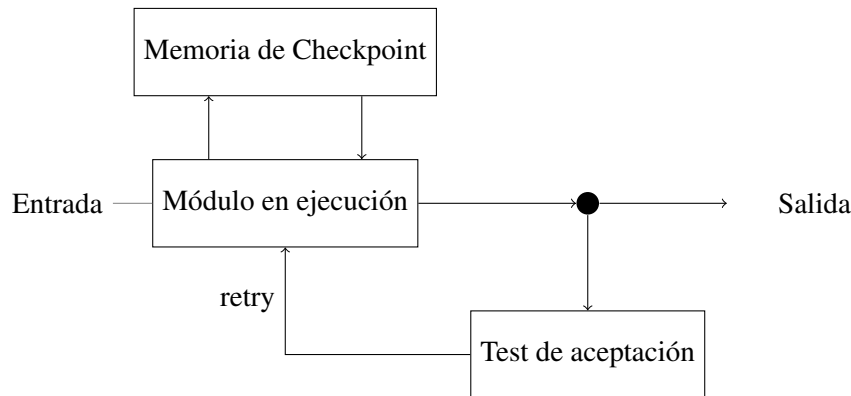 Memoria de Checkpoint
Entrada
Módulo en ejecución
Salida
retry
Test de aceptación